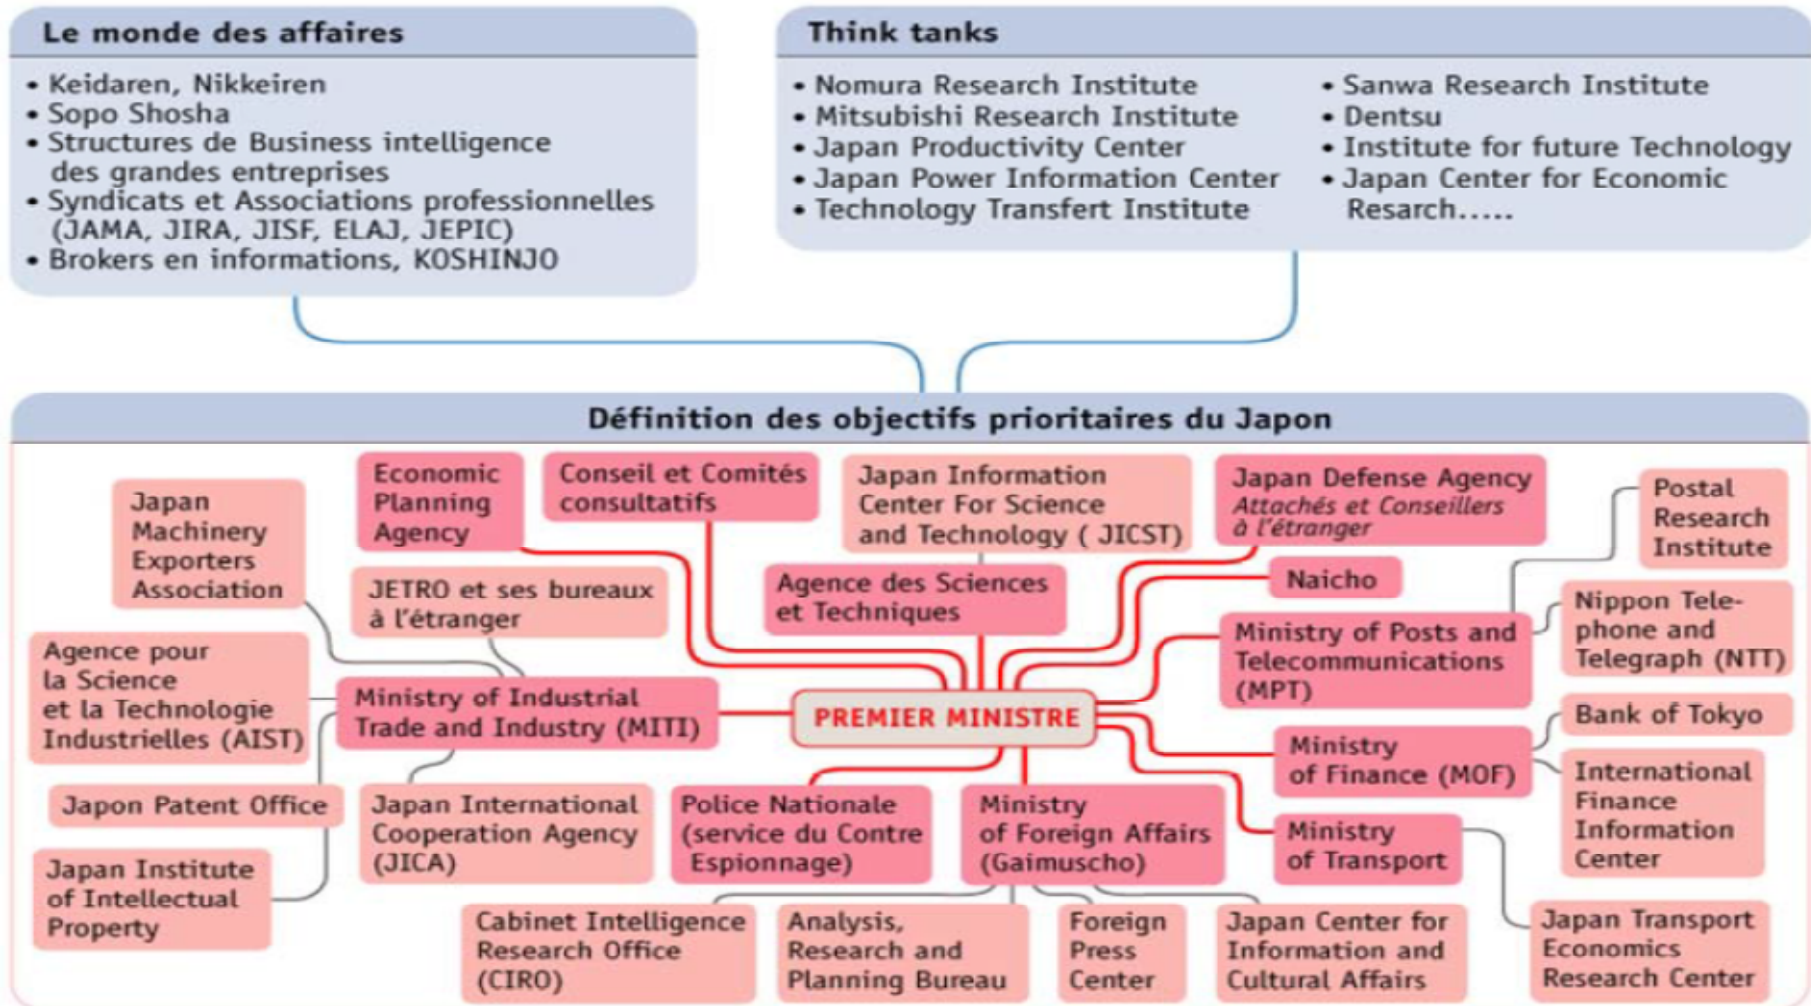 Le monde des affaires
• Keidaren, Nikkeiren
• Sopo Shosha
• Structures de Business intelligence
des grandes entreprises
• Syndicats et Associations professionnelles
(JAMA, JIRA, JISF, ELAJ, JEPIC)
• Brokers en informations, KOSHINJO
Think tanks
• Nomura Research Institute
• Mitsubishi Research Institute
• Japan Productivity Center
• Japan Power Information Center
• Technology Transfert Institute
• Sanwa Research Institute
• Dentsu
• Institute for future Technology
• Japan Center for Economic
Resarch.....
Définition des objectifs prioritaires du Japon
Japan
Machinery
Exporters
Association
Economic
Planning
Agency
Conseil et Comités
consultatifs
Japan Information
Center For Science
and Technology ( JICST)
Japan Defense Agency
Attachés et Conseillers
à l'étranger
Postal
Research
Institute
JETRO et ses bureaux
à l'étranger
Agence des Sciences
et Techniques
Naicho
Nippon Tele-
phone and
Telegraph (NTT)
Agence pour
la Science
et la Technologie
Industrielles (AIST)
Ministry of Industrial
Trade and Industry (MITI)
PREMIER MINISTRE
Ministry of Posts and
Telecommunications
(MPT)
Bank of Tokyo
Ministry
of Finance (MOF)
International
Finance
Information
Center
Japon Patent Office
Japan International
Cooperation Agency
(JICA)
Police Nationale
(service du Contre
Espionnage)
Ministry
of Foreign Affairs
(Gaimuscho)
Ministry
of Transport
Japan Institute
of Intellectual
Property
Cabinet Intelligence
Research Office
(CIRO)
Analysis,
Research and
Planning Bureau
Foreign
Press
Center
Japan Center for
Information and
Cultural Affairs
Japan Transport
Economics
Research Center